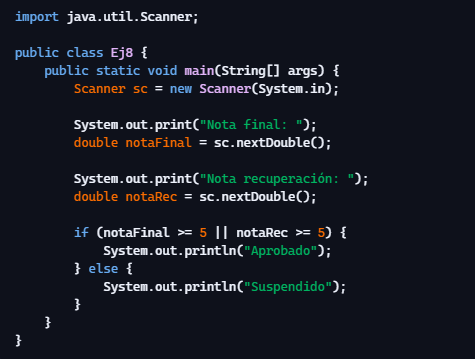 import java.util.Scanner;
public class Ej8 {
    public static void main(String[] args) {
        Scanner sc = new Scanner(System.in);
        System.out.print("Nota final: ");
        double notaFinal = sc.nextDouble();
        System.out.print("Nota recuperación: ");
        double notaRec = sc.nextDouble();
        if (notaFinal >= 5 || notaRec >= 5) {
            System.out.println("Aprobado");
        } else {
            System.out.println("Suspendido");
        }
    }
}